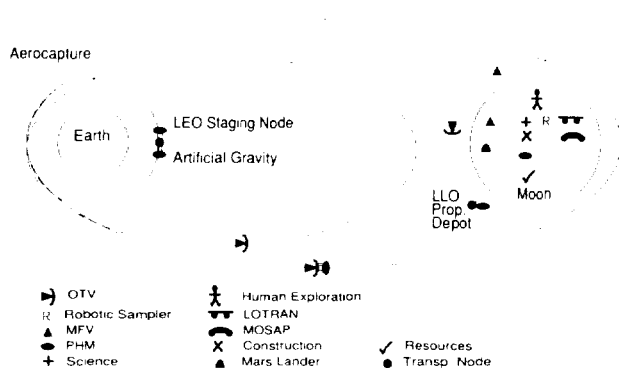 Aerocapture
Earth
LEO Staging Node
Artificial Gravity
R
Moon
LLO
Prop.
Depot
OTV
R Robotic Sampler
MFV
PHM
Science
Human Exploration
LOTRAN
MOSAP
Construction
Mars Lander
Resources
Transp. Node